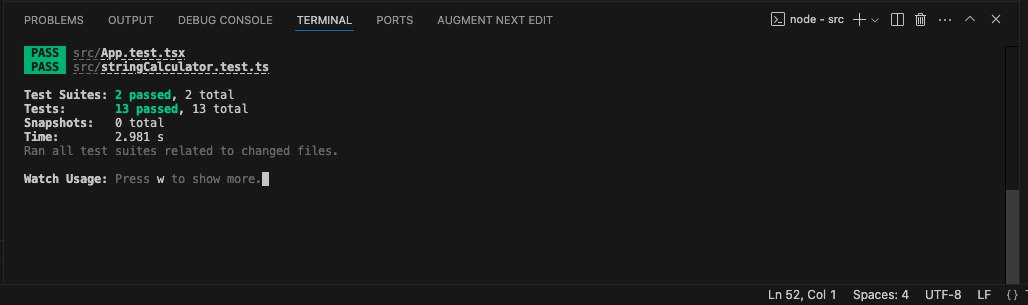 PROBLEMS OUTPUT DEBUG CONSOLE TERMINAL PORTS AUGMENT NEXT EDIT node - src
PASS src/App.test.tsx
PASS src/stringCalculator.test.ts
Test Suites: 2 passed, 2 total
Tests: 13 passed, 13 total
Snapshots: 0 total
Time: 2.981 s
Ran all test suites related to changed files.
Watch Usage: Press w to show more.
Ln 52, Col 1 Spaces: 4 UTF-8 LF {}